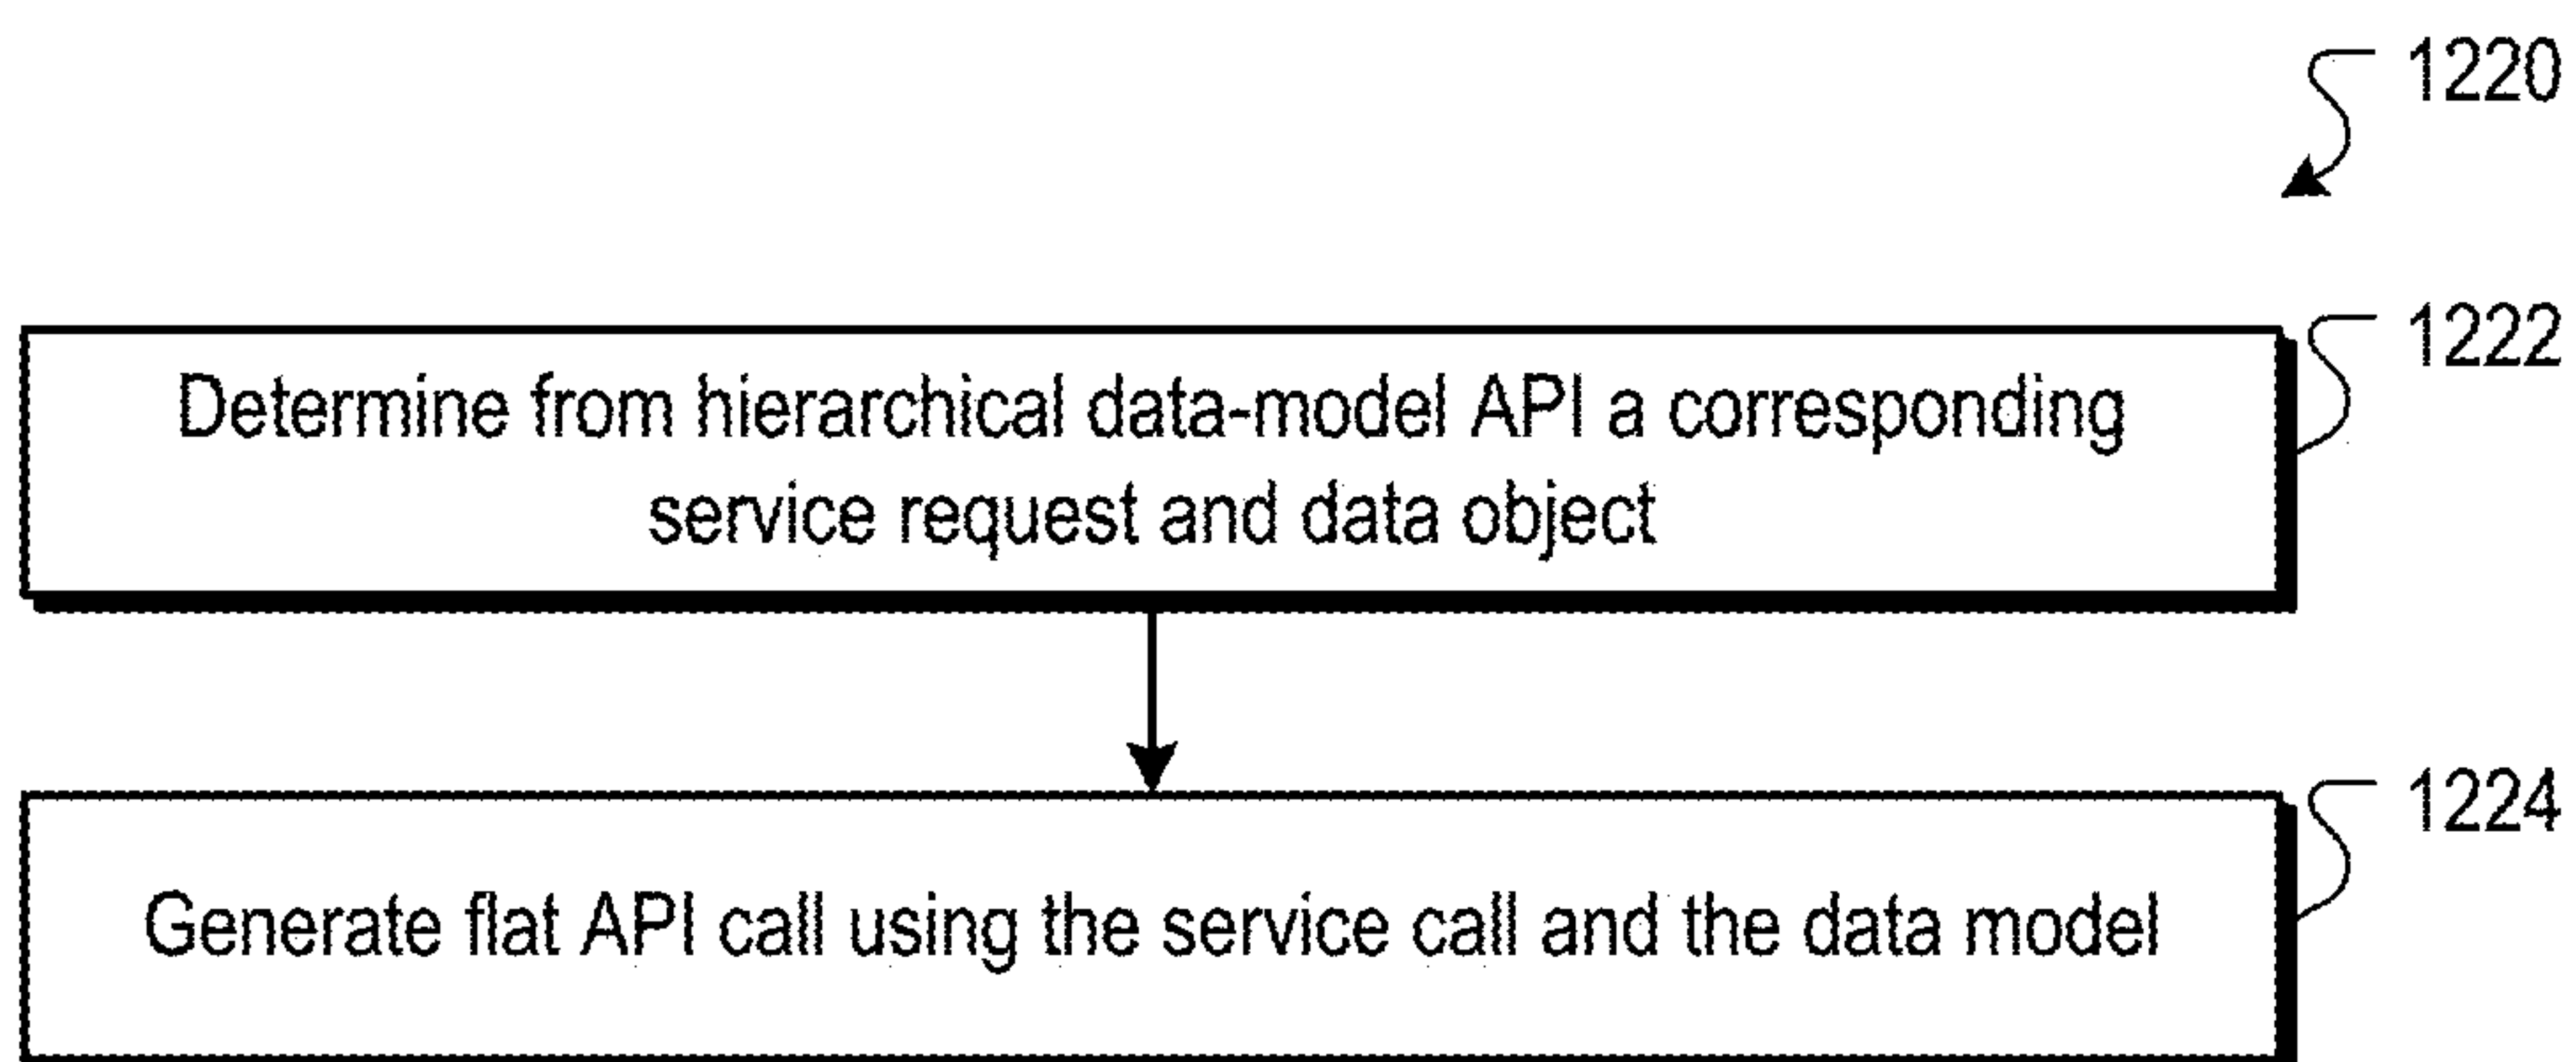 1220
1222
Determine from hierarchical data-model API a corresponding
service request and data object
1224
Generate flat API call using the service call and the data model